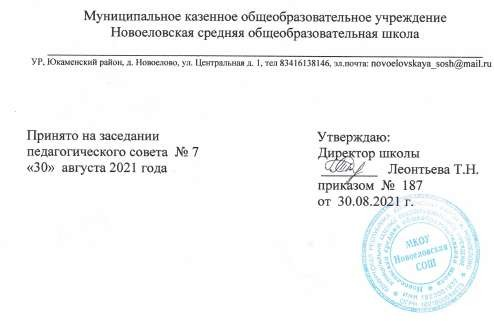 Муниципальное казенное общеобразовательное учреждение
Новоеловская средняя общеобразовательная школа
УР, Юкаменский район, д. Новоелово, ул. Центральная д. 1, тел 83416138146, эл.почта: novoelovskaya_sosh@mail.ru
Принято на заседании
педагогического совета № 7
«30» августа 2021 года
Утверждаю:
Директор школы
Леонтьева Т.Н.
приказом № 187
от 30.08.2021 г.
МКОУ
Новоеловская
СОШ